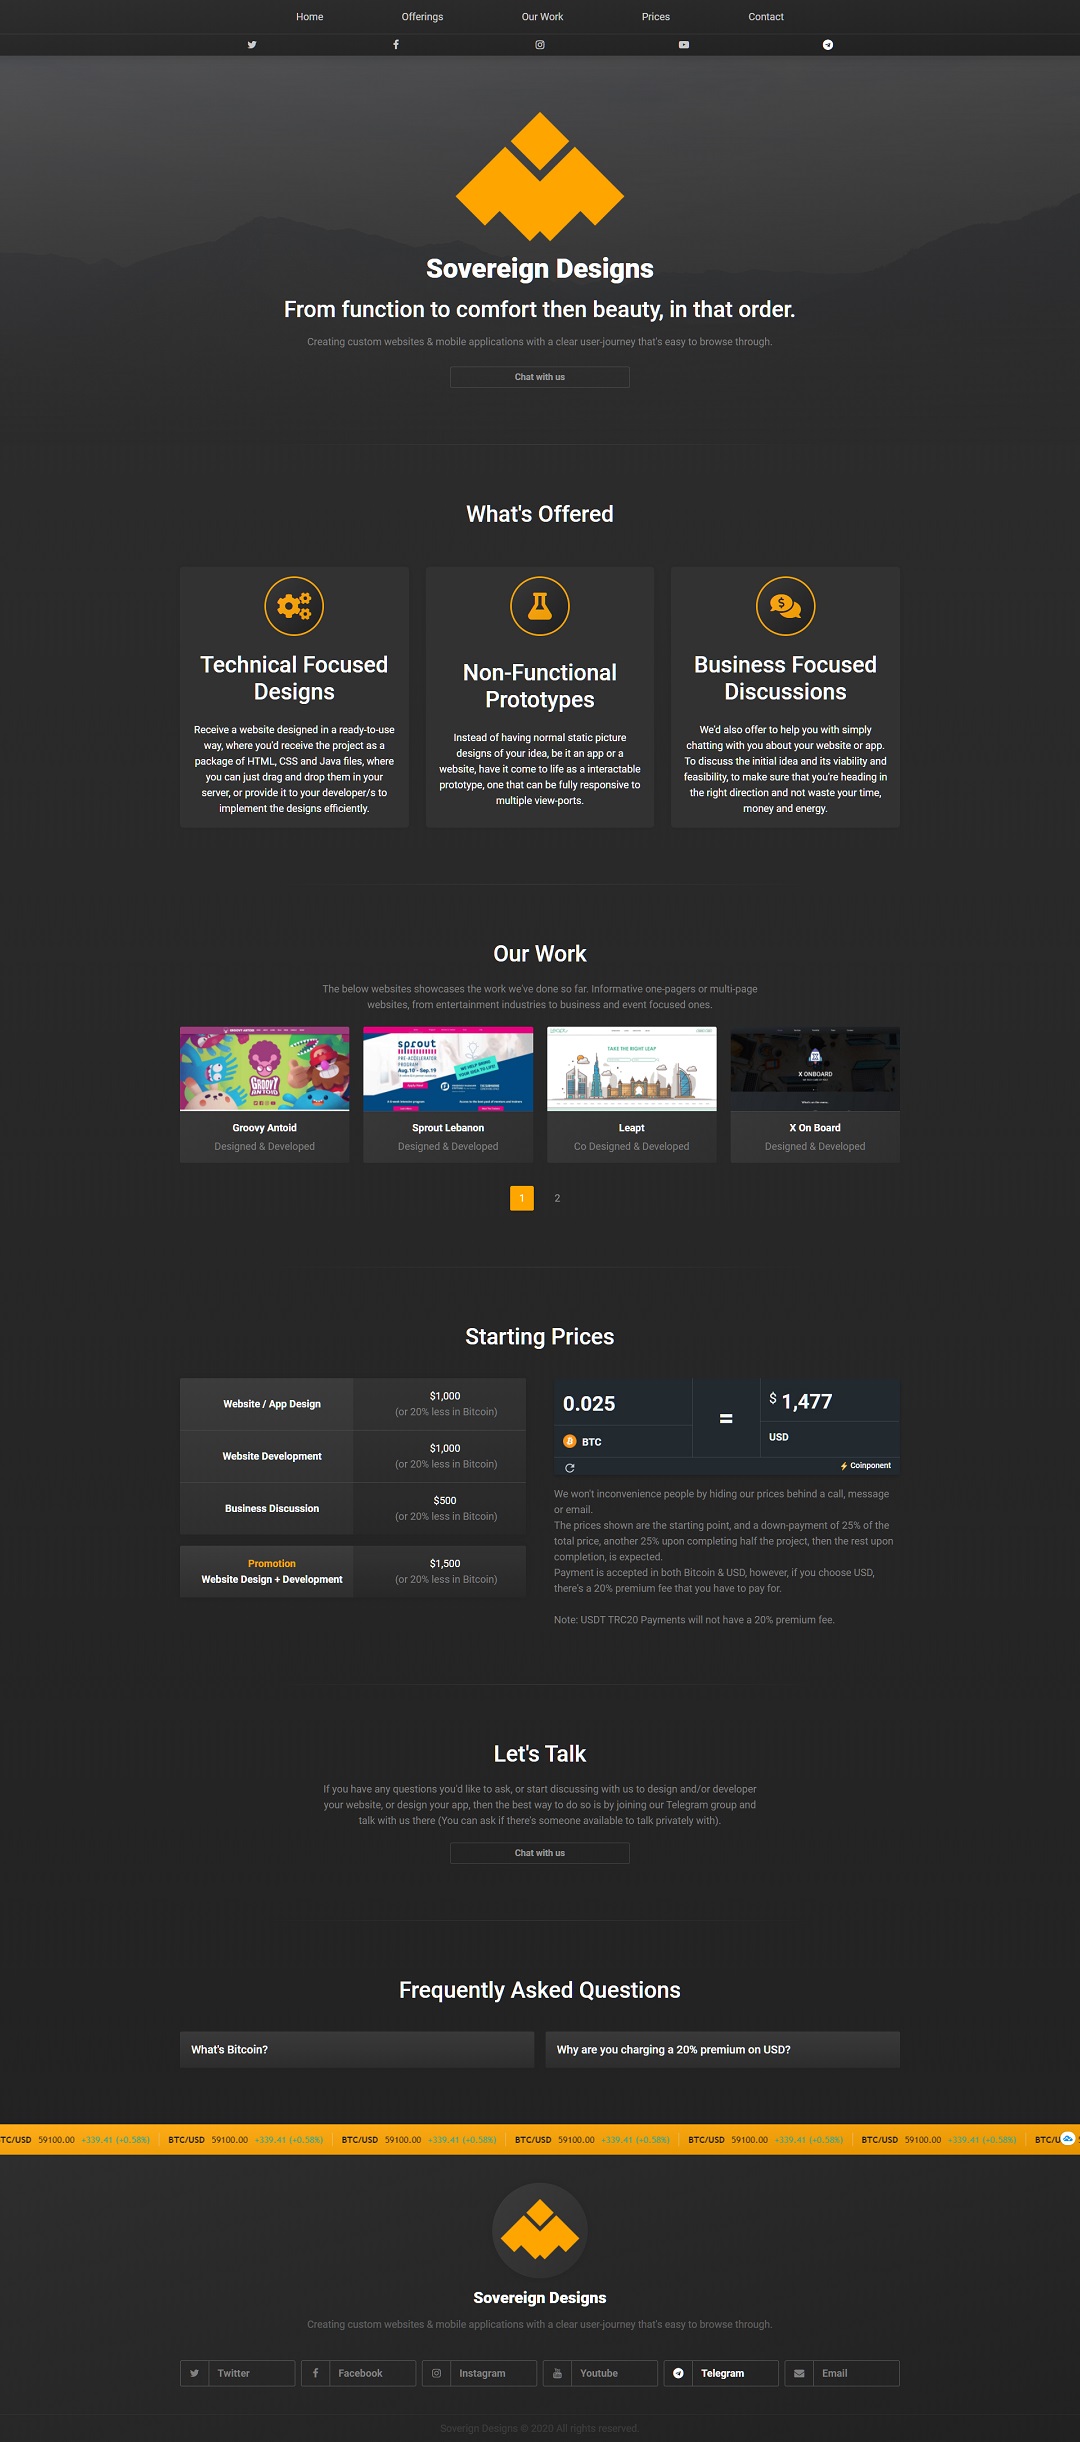 Home Offerings Our Work Prices Contact
Sovereign Designs
From function to comfort then beauty, in that order.
Creating custom websites & mobile applications with a clear user-journey that's easy to browse through.
Chat with us
What's Offered
Technical Focused
Designs
Receive a website designed in a ready-to-use
way, where you'd receive the project as a
package of HTML, CSS and Java files, where
you can just drag and drop them in your
server, or provide it to your developer/s to
implement the designs efficiently.
Non-Functional
Prototypes
Instead of having normal static picture
designs of your idea, be it an app or a
website, have it come to life as a interactable
prototype, one that can be fully responsive to
multiple view-ports.
Business Focused
Discussions
We'd also offer to help you with simply
chatting with you about your website or app.
To discuss the initial idea and its viability and
feasibility, to make sure that you're heading in
the right direction and not waste your time,
money and energy.
Our Work
The below websites showcases the work we've done so far. Informative one-pagers or multi-page
websites, from entertainment industries to business and event focused ones.
GROOVY
ANTOID
Groovy Antoid
Designed & Developed
sprout
PRE-ACCELERATOR
PROGRAM
Aug.10 - Sep.19
WE HELP BRING
YOUR IDEA TO LIFE!
Sprout Lebanon
Designed & Developed
TAKE THE RIGHT LEAP
Leapt
Co Designed & Developed
X ONBOARD
X On Board
Designed & Developed
1 2
Starting Prices
Website / App Design
$1,000
(or 20% less in Bitcoin)
Website Development
$1,000
(or 20% less in Bitcoin)
Business Discussion
$500
(or 20% less in Bitcoin)
Promotion
Website Design + Development
$1,500
(or 20% less in Bitcoin)
0.025 = $ 1,477
BTC USD
Coinponent
We won't inconvenience people by hiding our prices behind a call, message
or email.
The prices shown are the starting point, and a down-payment of 25% of the
total price, another 25% upon completing half the project, then the rest upon
completion, is expected.
Payment is accepted in both Bitcoin & USD, however, if you choose USD,
there's a 20% premium fee that you have to pay for.
Note: USDT TRC20 Payments will not have a 20% premium fee.
Let's Talk
If you have any questions you'd like to ask, or start discussing with us to design and/or developer
your website, or design your app, then the best way to do so is by joining our Telegram group and
talk with us there (You can ask if there's someone available to talk privately with).
Chat with us
Frequently Asked Questions
What's Bitcoin? Why are you charging a 20% premium on USD?
TC/USD 59100.00 +339.41 (+0.58%) BTC/USD 59100.00 +339.41 (+0.58%) BTC/USD 59100.00 +339.41 (+0.58%) BTC/USD 59100.00 +339.41 (+0.58%) BTC/USD 59100.00 +339.41 (+0.58%) BTC/USD 59100.00 +339.41 (+0.58%) BTC/U
Sovereign Designs
Creating custom websites & mobile applications with a clear user-journey that's easy to browse through.
Twitter Facebook Instagram Youtube Telegram Email
Soverign Designs © 2020 All rights reserved.